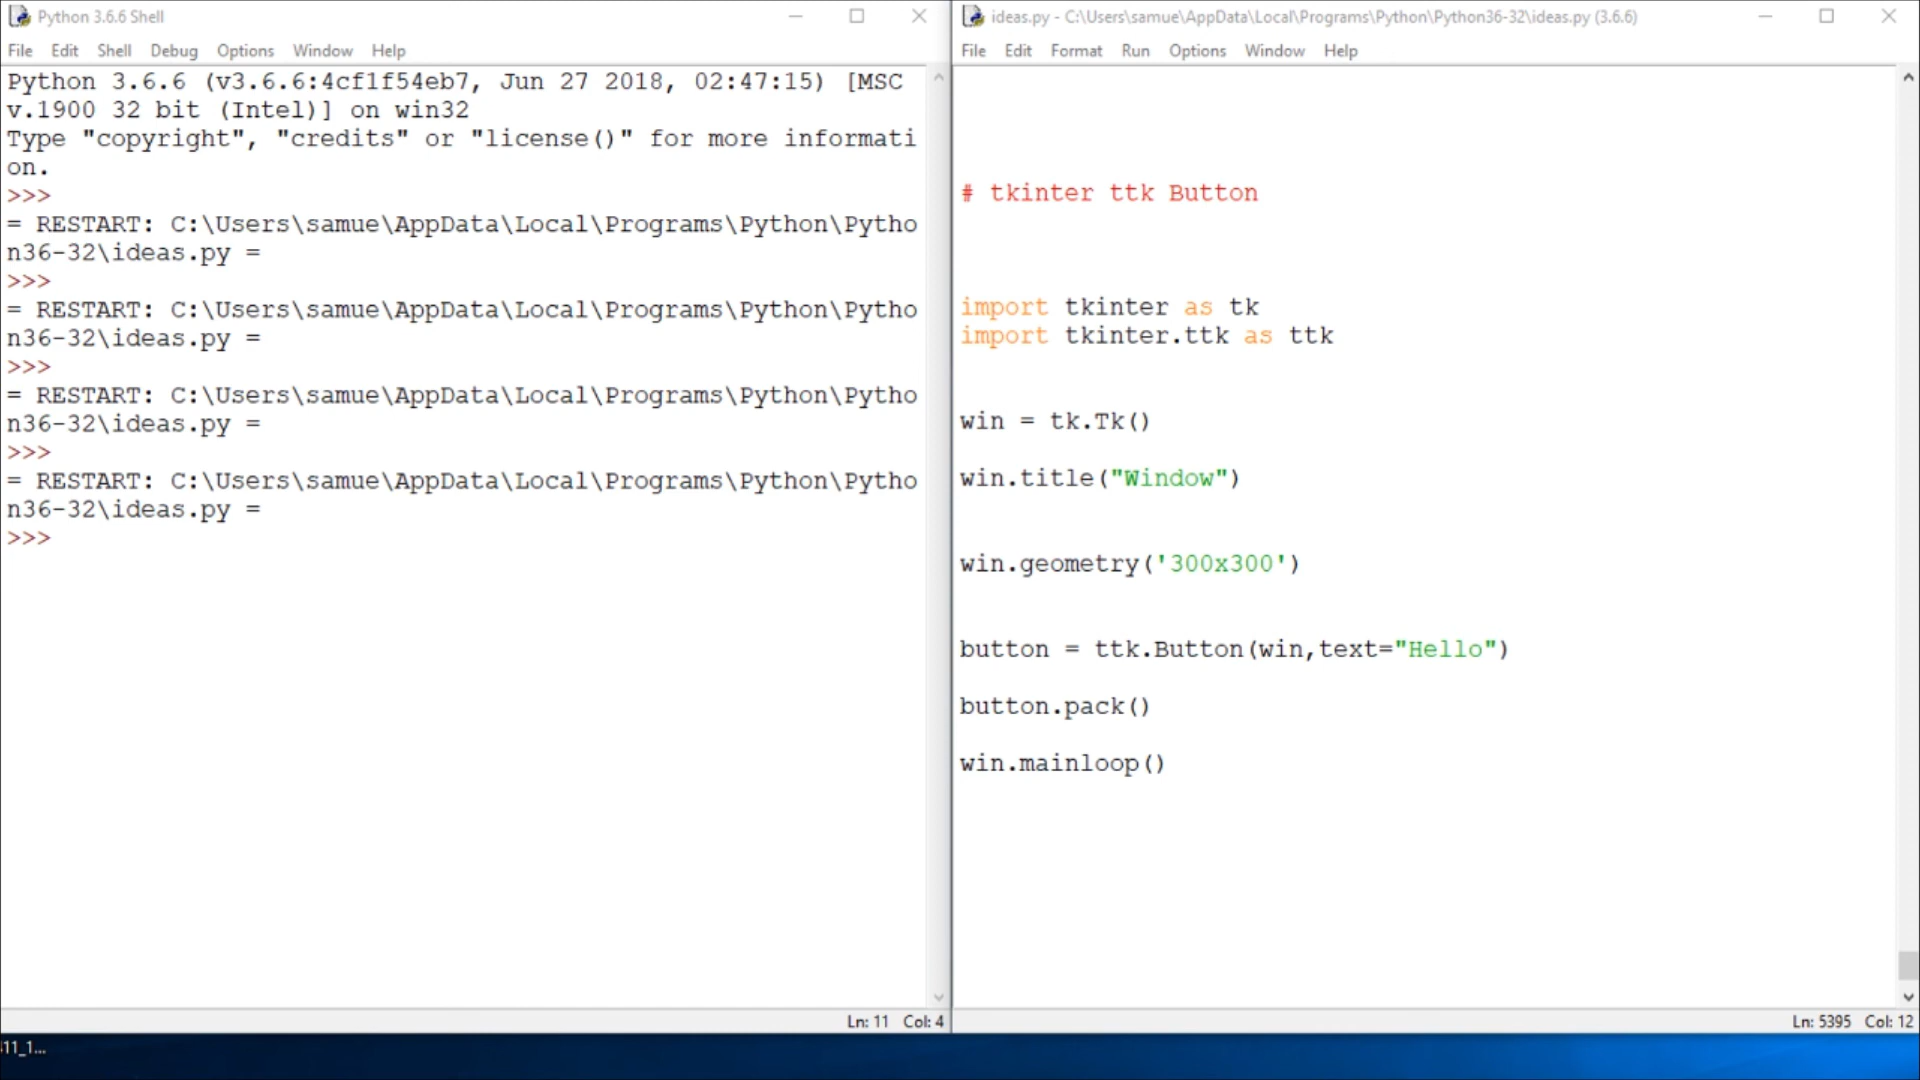 Python 3.6.6 Shell
File Edit Shell Debug Options Window Help
Python 3.6.6 (v3.6.6:4cf1f54eb7, Jun 27 2018, 02:47:15) [MSC
v.1900 32 bit (Intel)] on win32
Type "copyright", "credits" or "license()" for more informati
on.
>>>
= RESTART: C:\Users\samue\AppData\Local\Programs\Python\Pytho
n36-32\ideas.py =
>>>
= RESTART: C:\Users\samue\AppData\Local\Programs\Python\Pytho
n36-32\ideas.py =
>>>
= RESTART: C:\Users\samue\AppData\Local\Programs\Python\Pytho
n36-32\ideas.py =
>>>
= RESTART: C:\Users\samue\AppData\Local\Programs\Python\Pytho
n36-32\ideas.py =
>>>
Ln: 11 Col: 4
ideas.py - C:\Users\samue\AppData\Local\Programs\Python\Python36-32\ideas.py (3.6.6)
File Edit Format Run Options Window Help
# tkinter ttk Button
import tkinter as tk
import tkinter.ttk as ttk
win = tk.Tk()
win.title("Window")
win.geometry('300x300')
button = ttk.Button(win,text="Hello")
button.pack()
win.mainloop()
Ln: 5395 Col: 12
11_1...